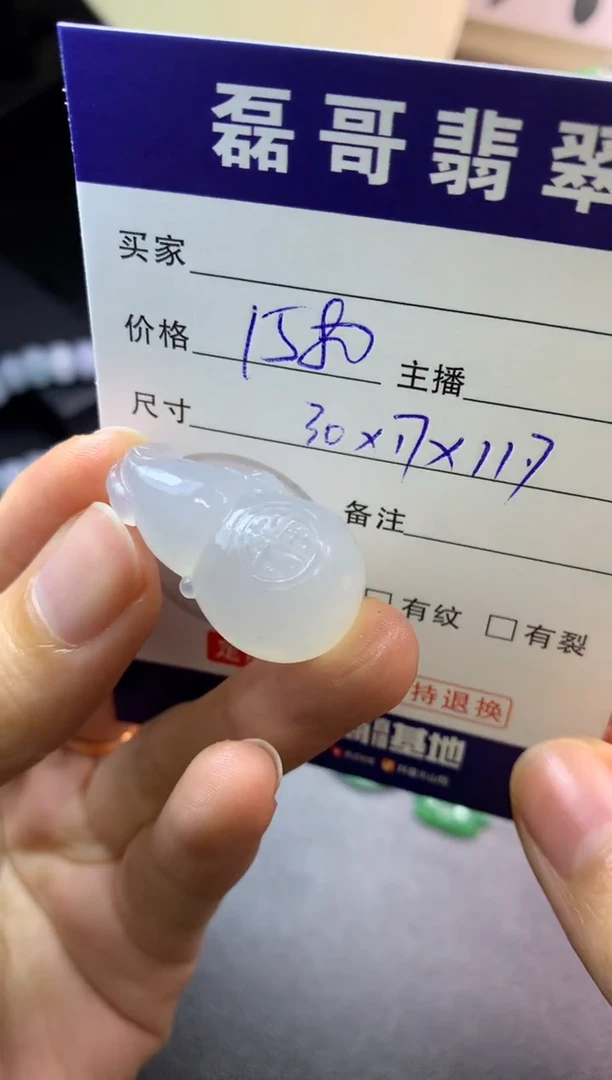 磊哥翡翠
买家
价格 1580 主播
尺寸 30×17×11.7
备注
有纹 □有裂
持退换
基地